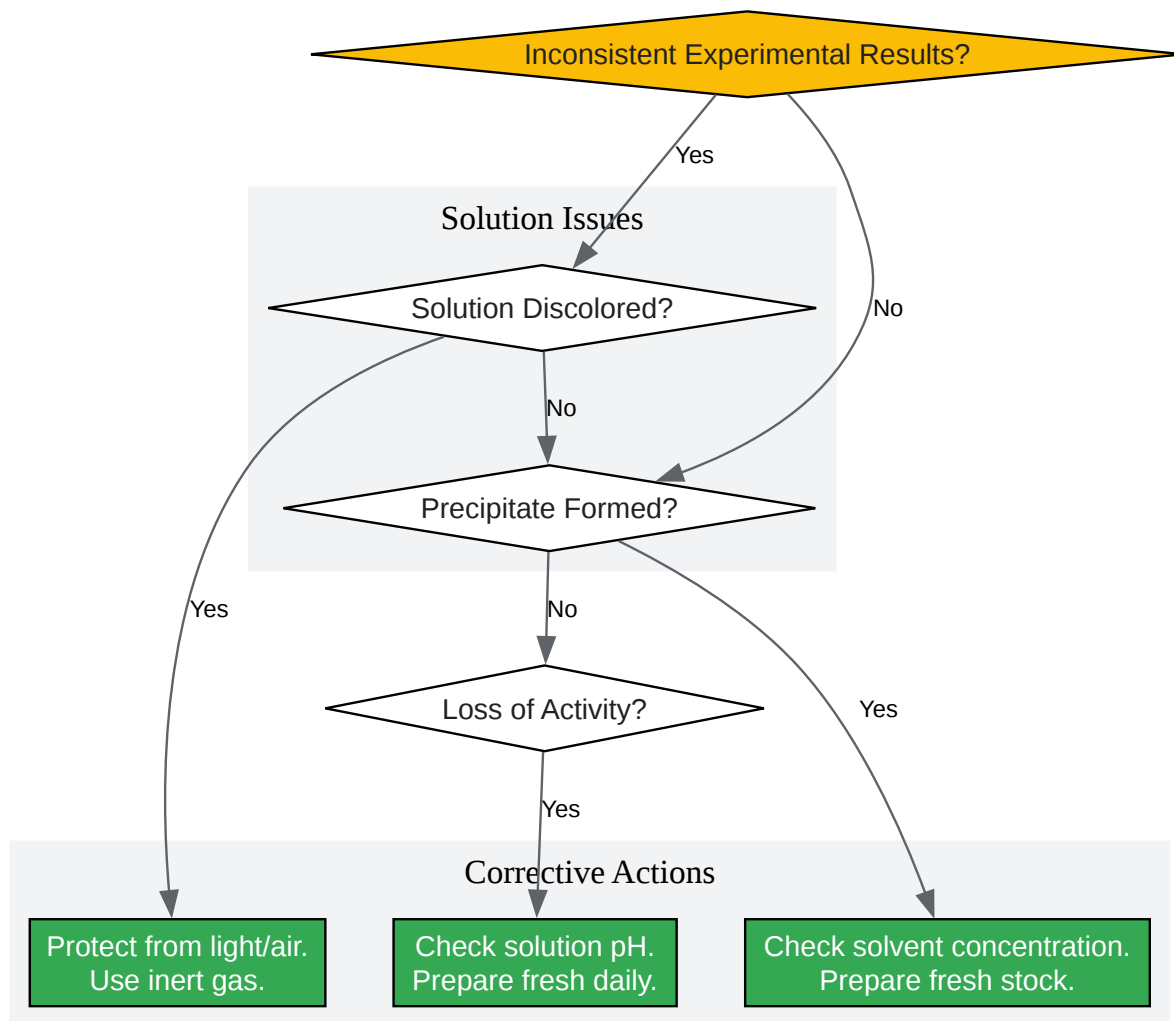 Inconsistent Experimental Results?
Yes
Solution Issues
Solution Discolored?
No
No
Precipitate Formed?
Yes
No
Loss of Activity?
Yes
Yes
Corrective Actions
Protect from light/air.
Use inert gas.
Check solution pH.
Prepare fresh daily.
Check solvent concentration.
Prepare fresh stock.